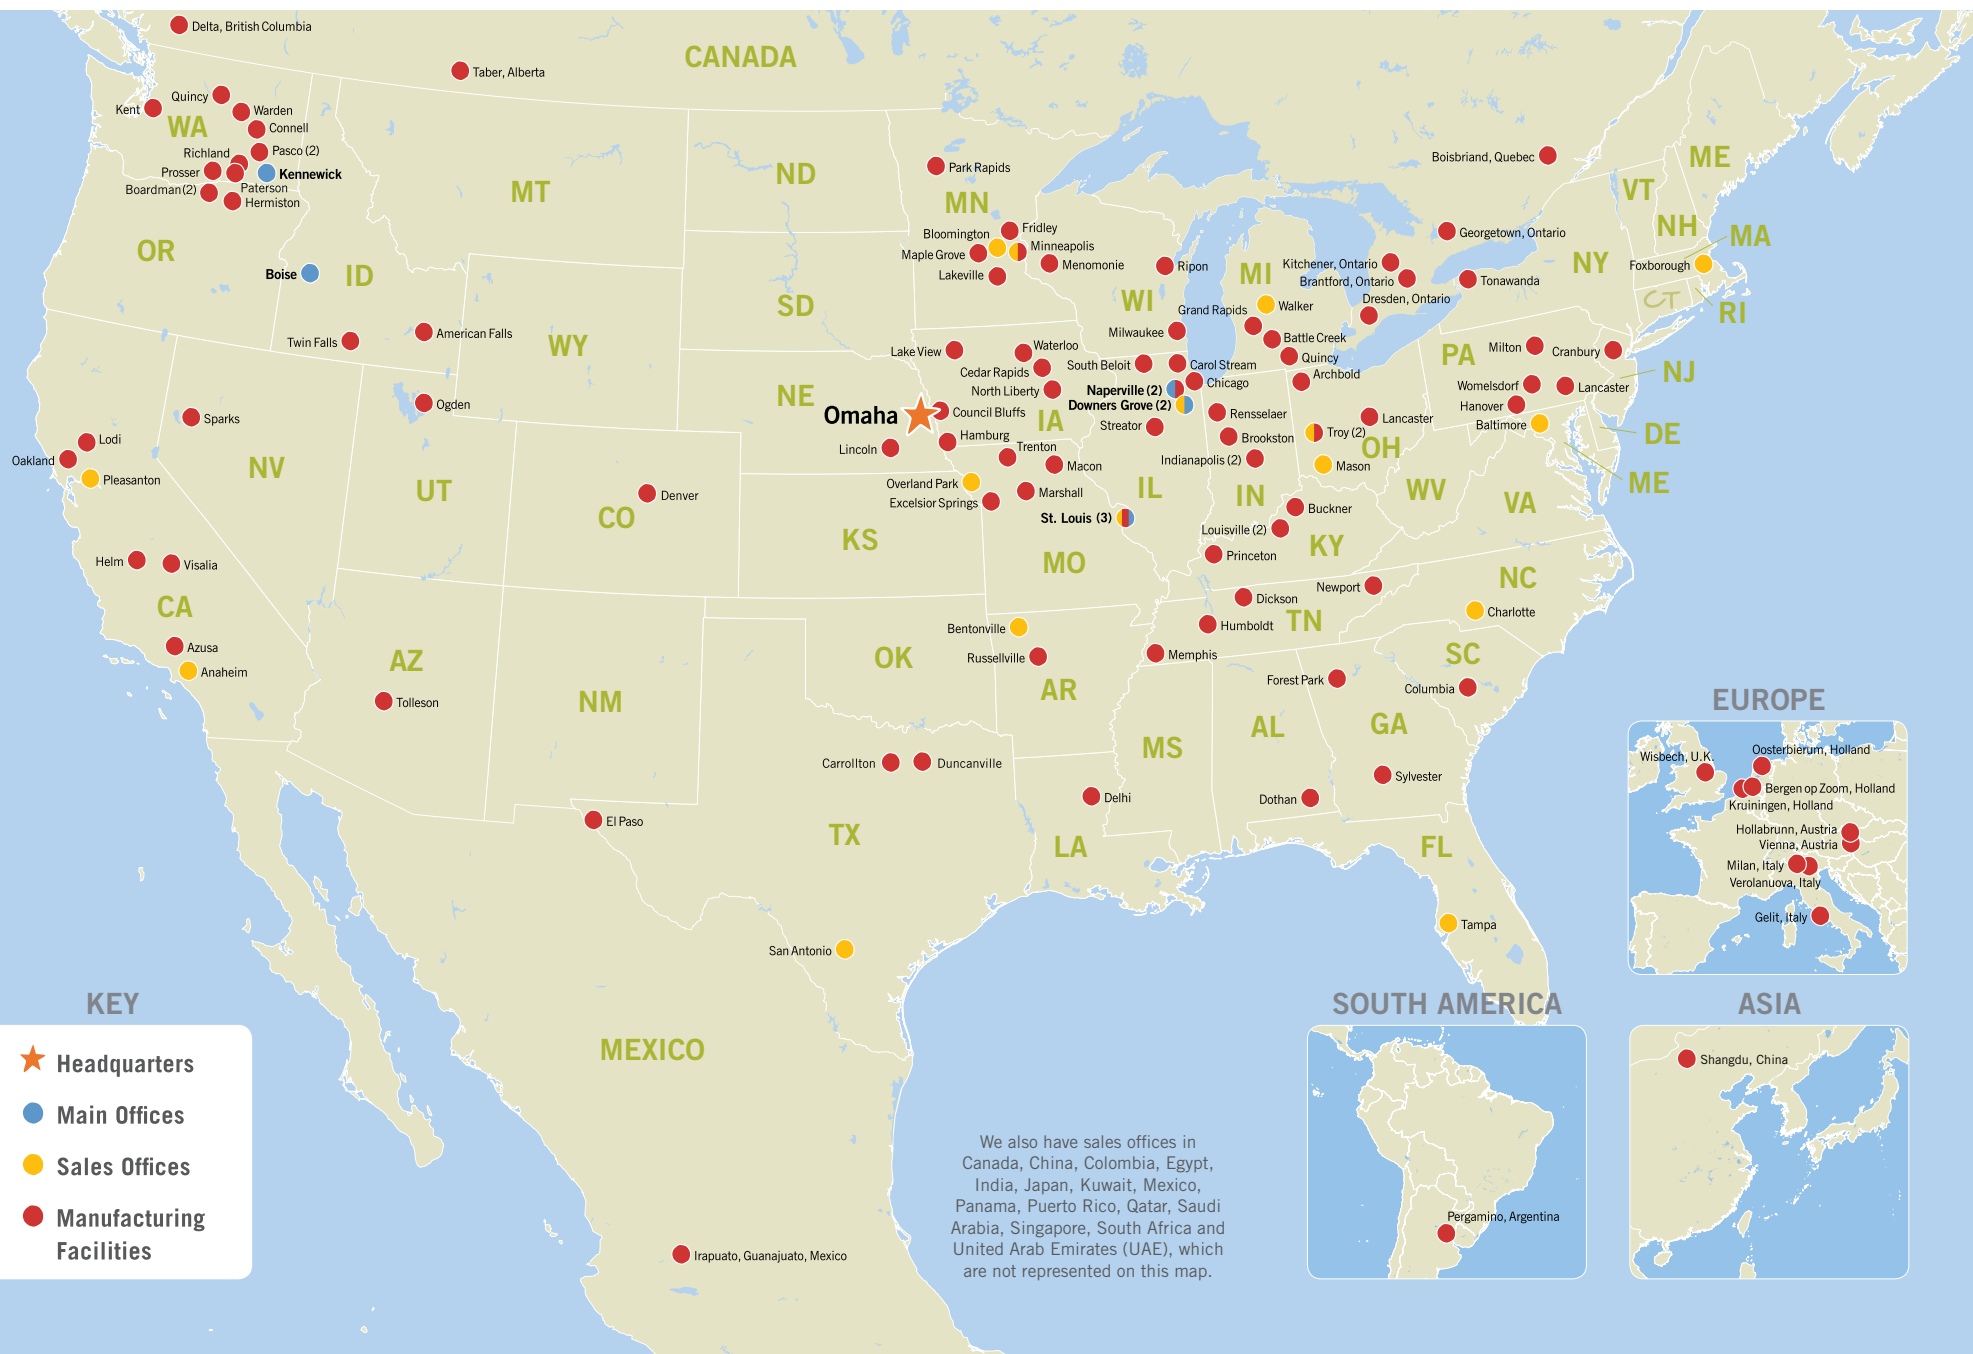 Delta, British Columbia
CANADA
Taber, Alberta
Quincy
Kent
Warden
WA
Connell
Richland
Pasco (2)
Prosser
Kennewick
Boardman (2)
Paterson
Hermiston
OR
Boise
ID
MT
ND
Park Rapids
MN
Fridley
Bloomington
Minneapolis
Maple Grove
Menomonie
Lakeville
Ripon
WI
SD
WY
Twin Falls
American Falls
Ogden
Sparks
Lodi
Oakland
Pleasanton
NV
UT
CO
Denver
Helm
Visalia
CA
Azusa
Anaheim
AZ
Tolleson
NM
NE
Omaha
Council Bluffs
Lincoln
Hamburg
Lake View
Waterloo
Cedar Rapids
North Liberty
IA
Milwaukee
South Beloit
Carol Stream
Chicago
Naperville (2)
Downers Grove (2)
Streator
Trenton
Macon
Overland Park
Excelsior Springs
Marshall
St. Louis (3)
IL
KS
MO
Boisbriand, Quebec
Georgetown, Ontario
Kitchener, Ontario
Brantford, Ontario
Dresden, Ontario
Tonawanda
MI
Walker
Grand Rapids
Battle Creek
Quincy
Archbold
Rensselaer
Brookston
Indianapolis (2)
IN
Lancaster
Troy (2)
OH
Mason
Buckner
Louisville (2)
KY
Princeton
ME
VT
NH
MA
NY
Foxborough
CT
RI
PA
Milton
Cranbury
NJ
Womelsdorf
Lancaster
Hanover
Baltimore
DE
ME
WV
VA
NC
Charlotte
Newport
Dickson
TN
Humboldt
Memphis
Bentonville
Russellville
OK
AR
SC
Columbia
Forest Park
GA
AL
MS
Sylvester
Dothan
Carrollton
Duncanville
Delhi
El Paso
TX
LA
FL
Tampa
San Antonio
MEXICO
Irapuato, Guanajuato, Mexico
KEY
Headquarters
Main Offices
Sales Offices
Manufacturing
Facilities
We also have sales offices in
Canada, China, Colombia, Egypt,
India, Japan, Kuwait, Mexico,
Panama, Puerto Rico, Qatar, Saudi
Arabia, Singapore, South Africa and
United Arab Emirates (UAE), which
are not represented on this map.
EUROPE
Wisbech, U.K.
Oosterbierum, Holland
Bergen op Zoom, Holland
Kruiningen, Holland
Hollabrunn, Austria
Vienna, Austria
Milan, Italy
Verolanuova, Italy
Gelit, Italy
SOUTH AMERICA
Pergamino, Argentina
ASIA
Shangdu, China